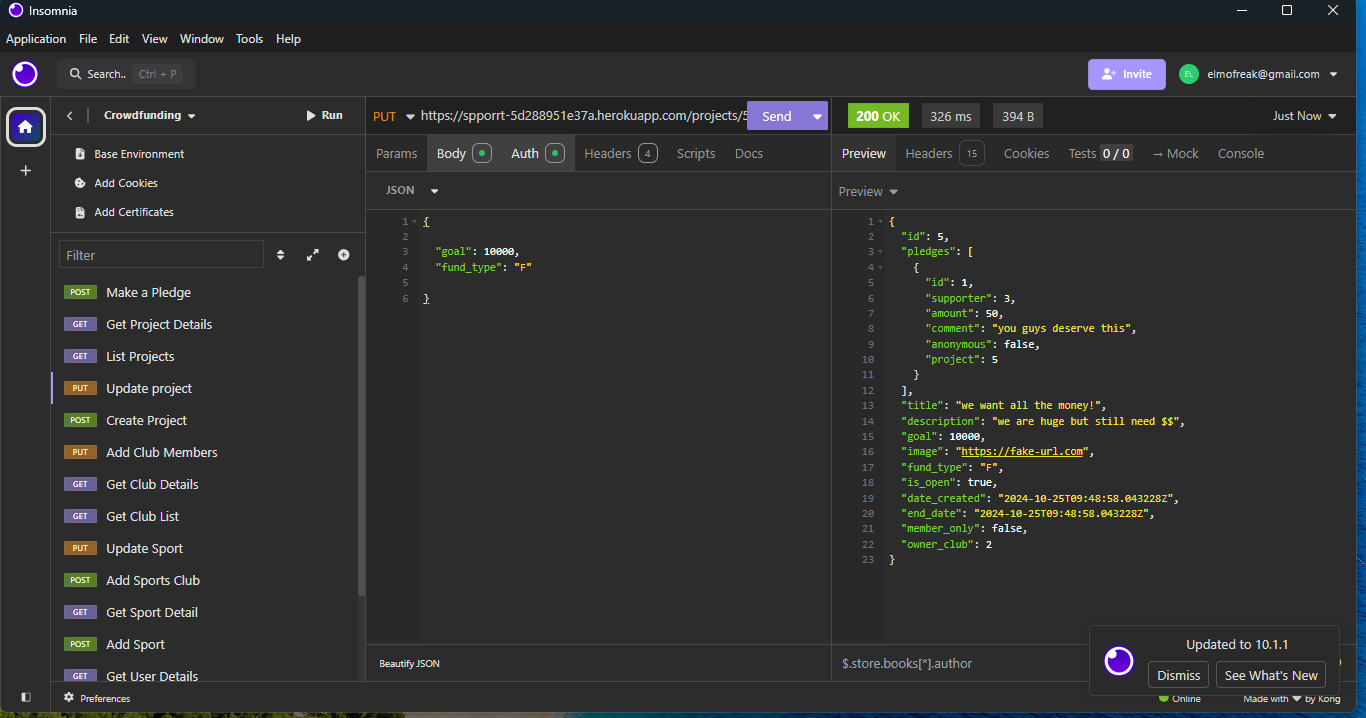 Insomnia
Application File Edit View Window Tools Help
Search.. Ctrl + P
Invite
EL elmofreak@gmail.com
Crowdfunding
Run
Base Environment
Add Cookies
Add Certificates
Filter
POST Make a Pledge
GET Get Project Details
GET List Projects
PUT Update project
POST Create Project
PUT Add Club Members
GET Get Club Details
GET Get Club List
PUT Update Sport
POST Add Sports Club
GET Get Sport Detail
POST Add Sport
GET Get User Details
Preferences
PUT https://spporrt-5d288951e37a.herokuapp.com/projects/5 Send
Params Body Auth Headers 4 Scripts Docs
JSON
1 {
2
3 "goal": 10000,
4 "fund_type": "F"
5
6 }
Beautify JSON
200 OK 326 ms 394 B Just Now
Preview Headers 15 Cookies Tests 0 / 0 → Mock Console
Preview
1 {
2 "id": 5,
3 "pledges": [
4 {
5 "id": 1,
6 "supporter": 3,
7 "amount": 50,
8 "comment": "you guys deserve this",
9 "anonymous": false,
10 "project": 5
11 }
12 ],
13 "title": "we want all the money!",
14 "description": "we are huge but still need $$",
15 "goal": 10000,
16 "image": "https://fake-url.com",
17 "fund_type": "F",
18 "is_open": true,
19 "date_created": "2024-10-25T09:48:58.043228Z",
20 "end_date": "2024-10-25T09:48:58.043228Z",
21 "member_only": false,
22 "owner_club": 2
23 }
$.store.books[*].author
Updated to 10.1.1
Dismiss See What's New
Online Made with ♥ by Kong